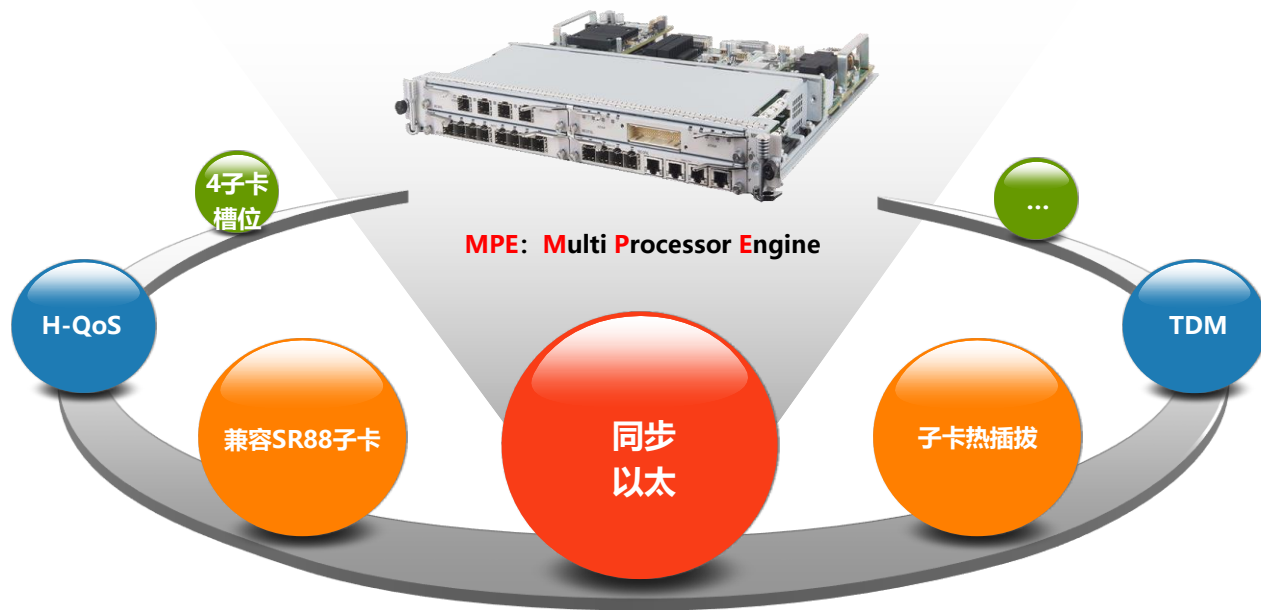 4子卡
槽位
...
MPE：Multi Processor Engine
H-QoS
TDM
兼容SR88子卡
同步
以太
子卡热插拔